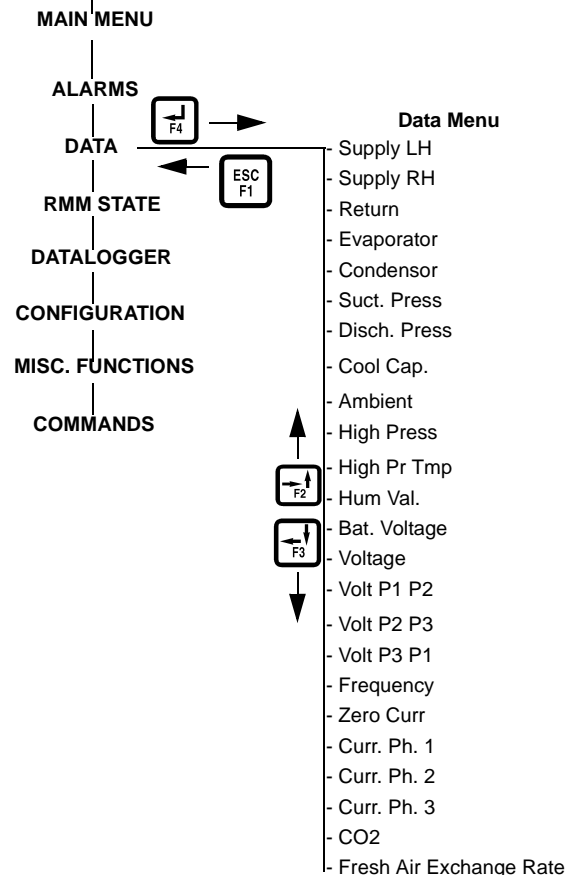 MAIN MENU
ALARMS
F4
Data Menu
DATA
ESC
F1
RMM STATE
DATALOGGER
CONFIGURATION
MISC. FUNCTIONS
COMMANDS
F2
F3
- Supply LH
- Supply RH
- Return
- Evaporator
- Condensor
- Suct. Press
- Disch. Press
- Cool Cap.
- Ambient
- High Press
- High Pr Tmp
- Hum Val.
- Bat. Voltage
- Voltage
- Volt P1 P2
- Volt P2 P3
- Volt P3 P1
- Frequency
- Zero Curr
- Curr. Ph. 1
- Curr. Ph. 2
- Curr. Ph. 3
- CO2
- Fresh Air Exchange Rate